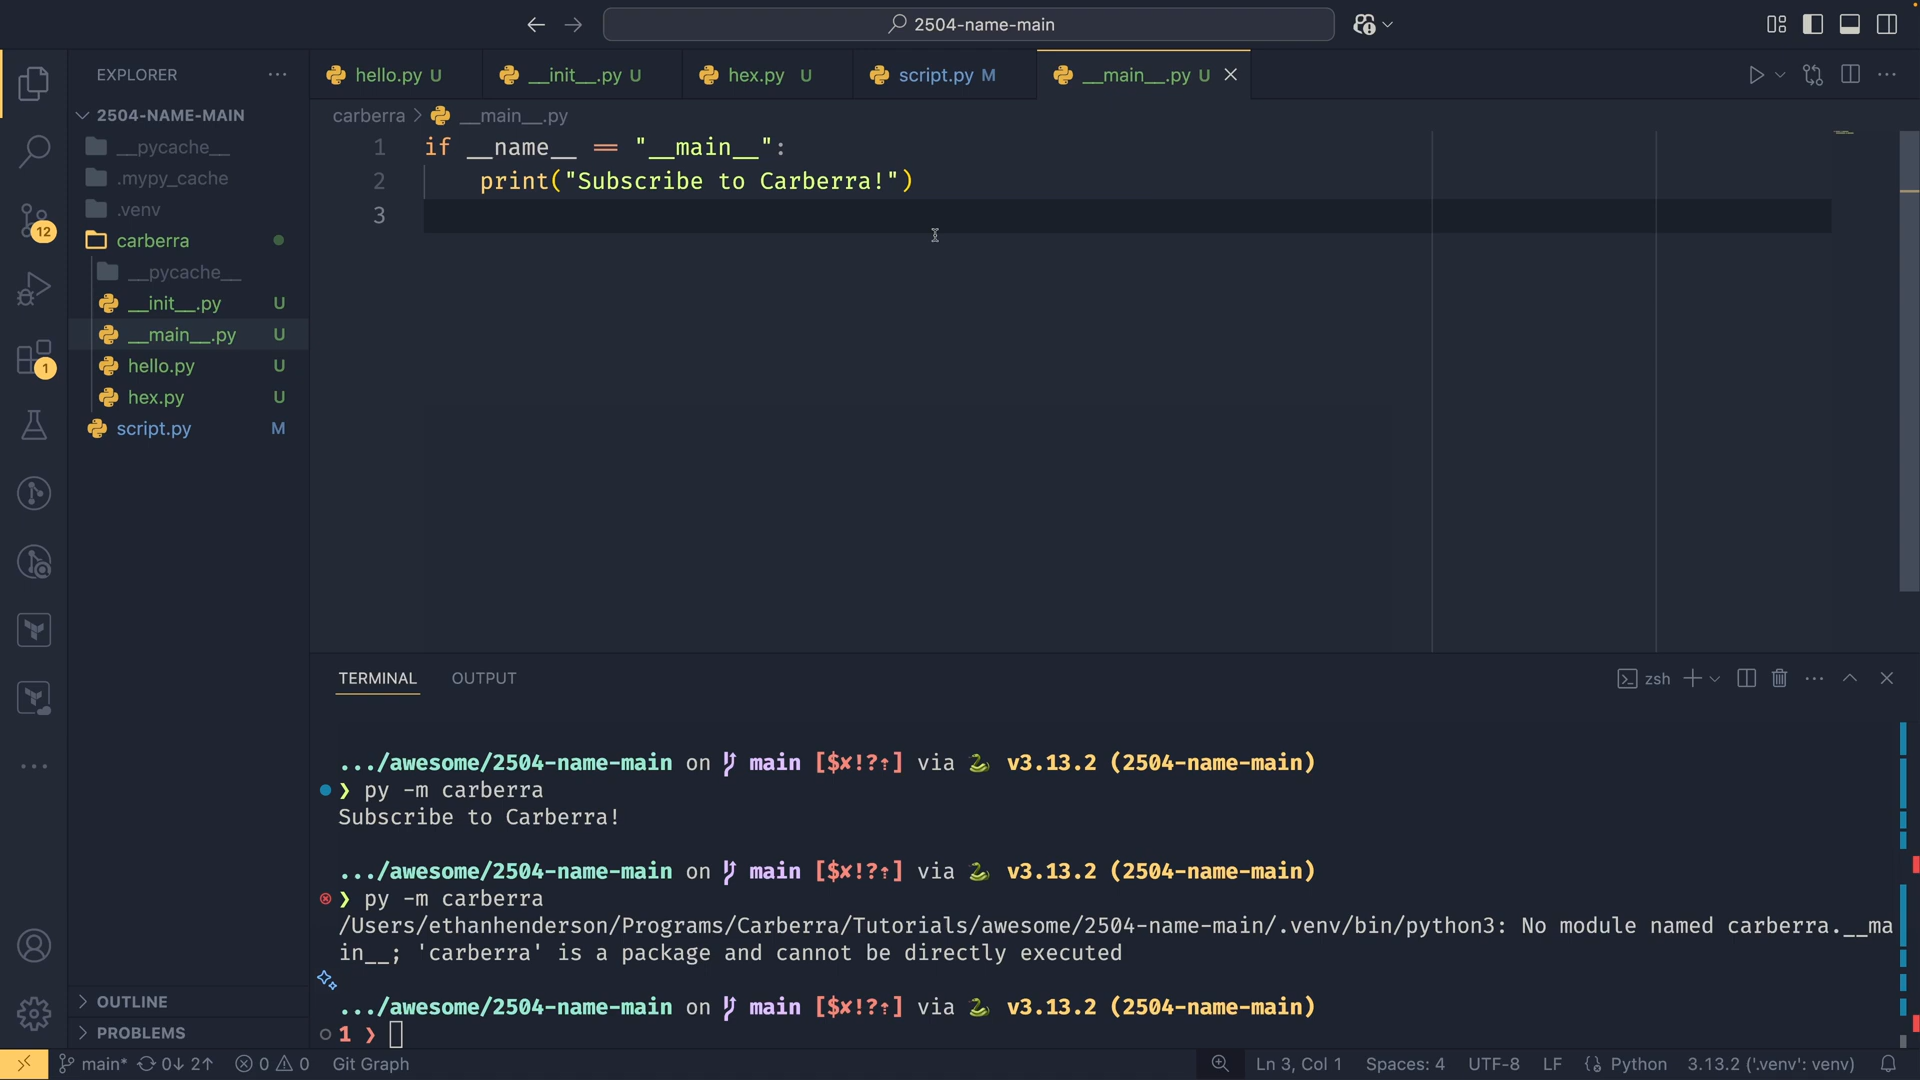 2504-name-main
EXPLORER
hello.py U
__init__.py U
hex.py U
script.py M
__main__.py U
2504-NAME-MAIN
__pycache__
.mypy_cache
.venv
carberra
__pycache__
__init__.py U
__main__.py U
hello.py U
hex.py U
script.py M
12
1
OUTLINE
PROBLEMS
carberra > __main__.py
1 if __name__ == "__main__":
2 print("Subscribe to Carberra!")
3
TERMINAL
OUTPUT
zsh
.../awesome/2504-name-main on main [$✘!?⇡] via 🐍 v3.13.2 (2504-name-main)
❯ py -m carberra
Subscribe to Carberra!
.../awesome/2504-name-main on main [$✘!?⇡] via 🐍 v3.13.2 (2504-name-main)
❯ py -m carberra
/Users/ethanhenderson/Programs/Carberra/Tutorials/awesome/2504-name-main/.venv/bin/python3: No module named carberra.__ma
in__; 'carberra' is a package and cannot be directly executed
.../awesome/2504-name-main on main [$✘!?⇡] via 🐍 v3.13.2 (2504-name-main)
1 ❯
main* 0↓ 2↑ 0 0 Git Graph Ln 3, Col 1 Spaces: 4 UTF-8 LF Python 3.13.2 ('.venv': venv)